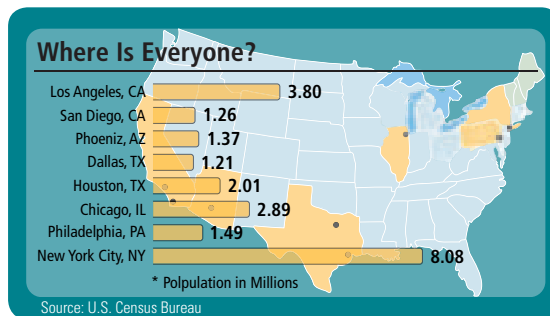 Where Is Everyone?
Los Angeles, CA 3.80
San Diego, CA 1.26
Phoeniz, AZ 1.37
Dallas, TX 1.21
Houston, TX 2.01
Chicago, IL 2.89
Philadelphia, PA 1.49
New York City, NY 8.08
* Polpulation in Millions
Source: U.S. Census Bureau